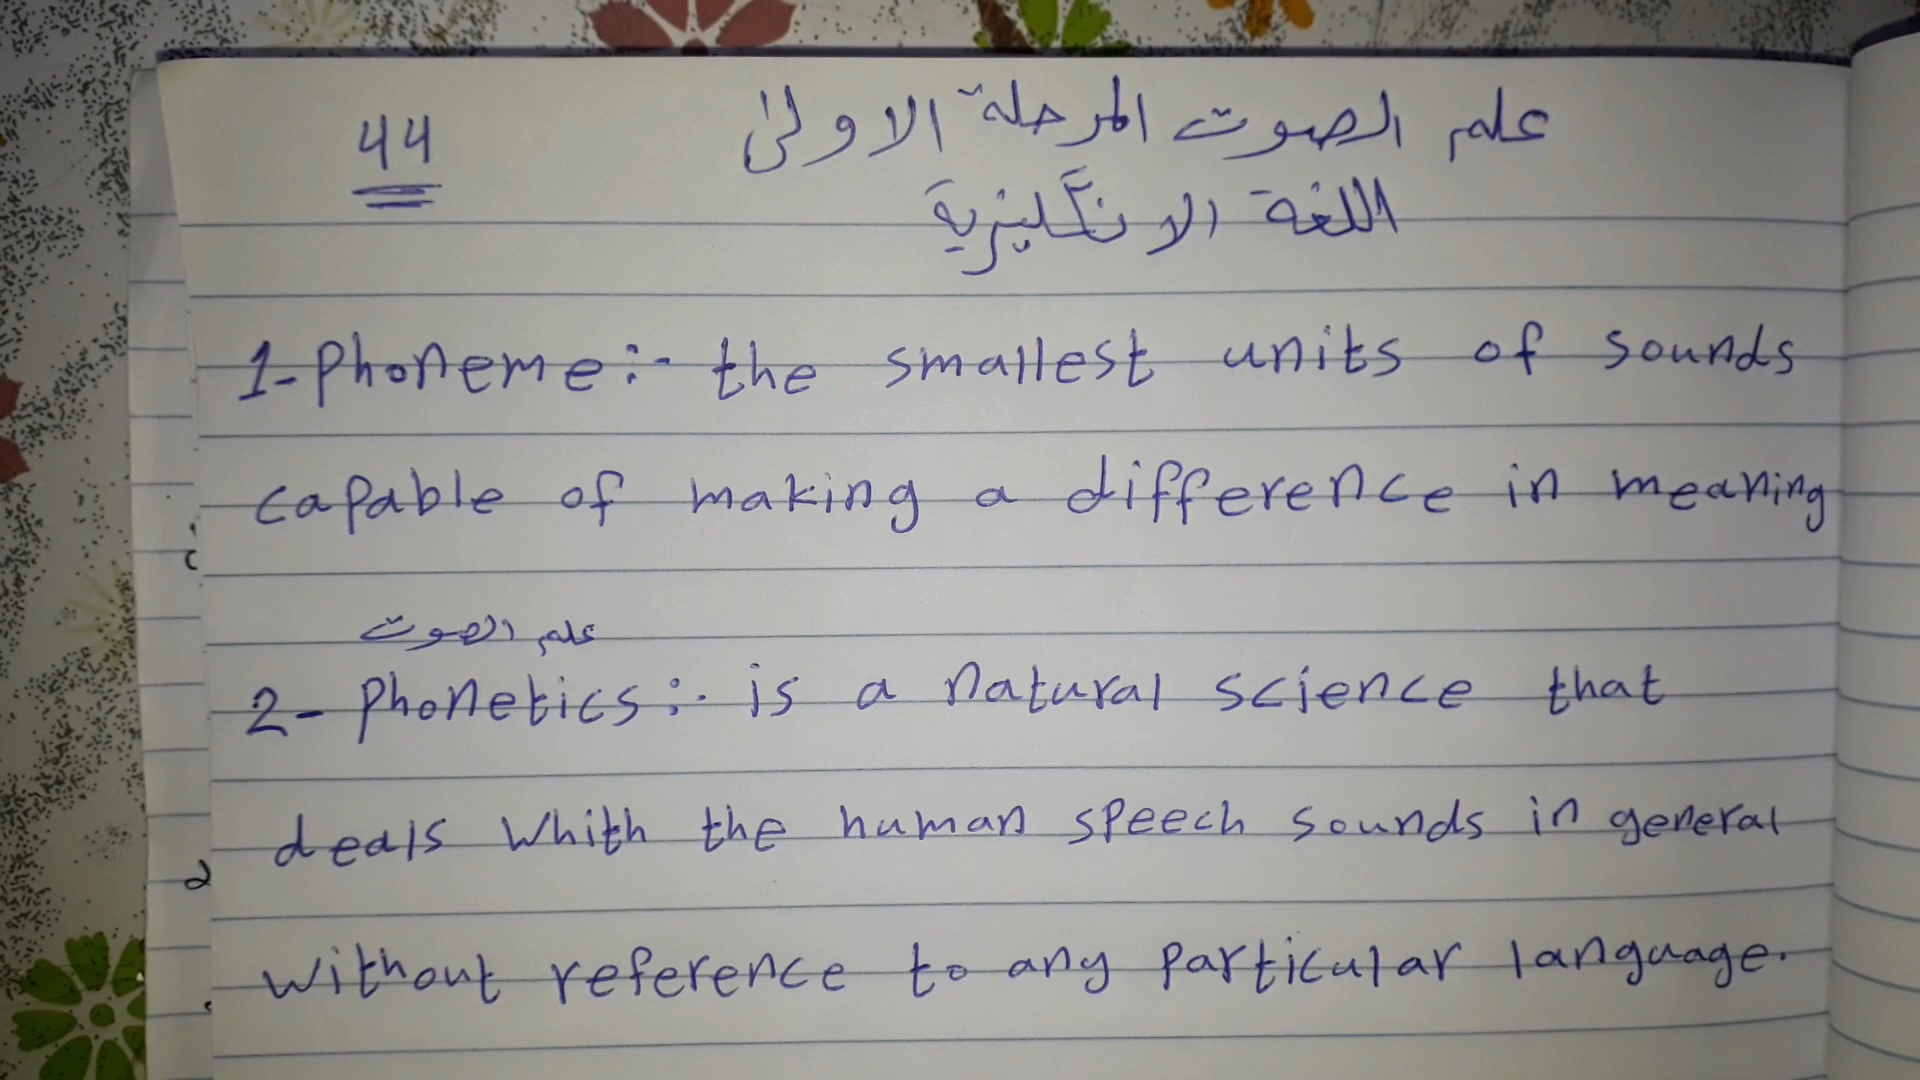 علم الصوت المرحلة الاولى
44
اللغة الانكليزية
1- Phoneme:- the smallest units of sounds
capable of making a difference in meaning
علم الصوت
2- Phonetics:- is a natural science that
deals Whith the human speech sounds in general
without reference to any particular language.